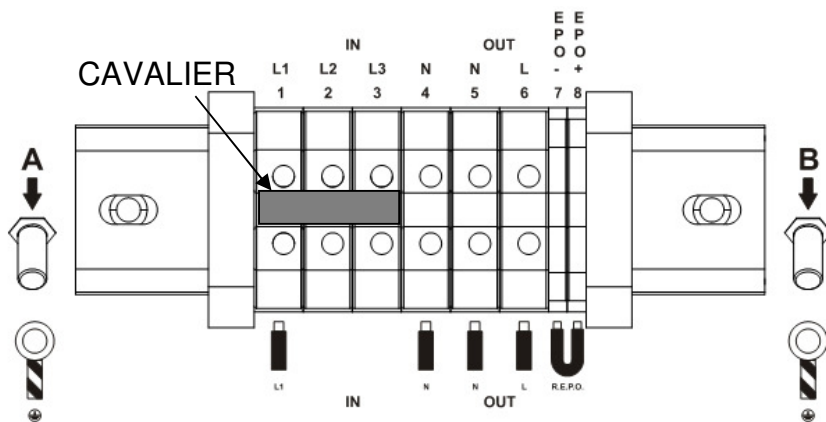 E E
P P
O O
- +
IN OUT
CAVALIER
L1 L2 L3 N N L
1 2 3 4 5 6 7 8
A
B
L1 N N L R.E.P.O.
IN OUT